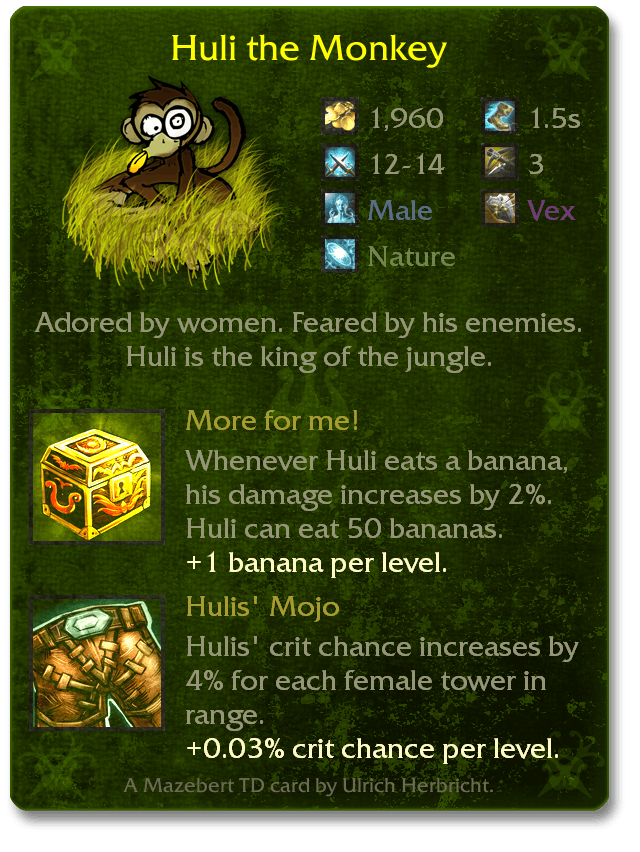 Huli the Monkey
1,960 1.5s
12-14 3
Male Vex
Nature
Adored by women. Feared by his enemies.
Huli is the king of the jungle.
More for me!
Whenever Huli eats a banana,
his damage increases by 2%.
Huli can eat 50 bananas.
+1 banana per level.
Hulis' Mojo
Hulis' crit chance increases by
4% for each female tower in
range.
+0.03% crit chance per level.
A Mazebert TD card by Ulrich Herbricht.